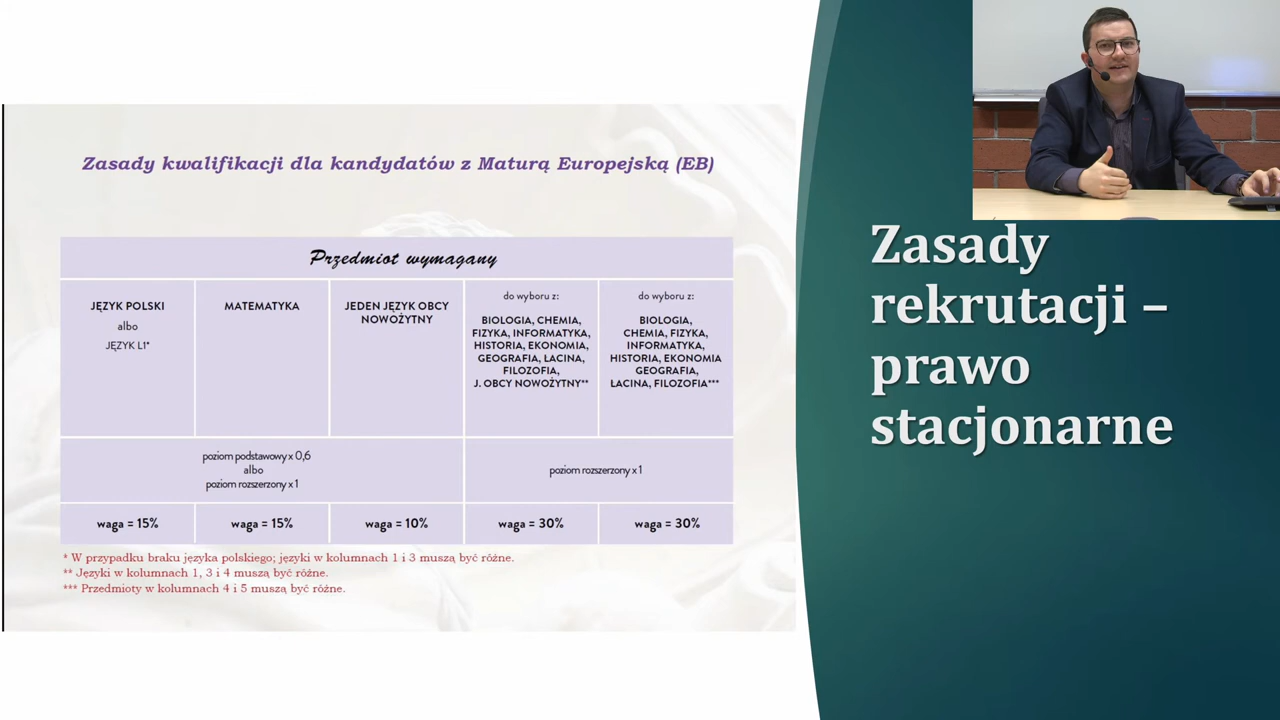 Zasady kwalifikacji dla kandydatów z Maturą Europejską (EB)
Przedmiot wymagany
JĘZYK POLSKI
albo
JĘZYK L1*
MATEMATYKA
JEDEN JĘZYK OBCY
NOWOŻYTNY
do wyboru z:
BIOLOGIA, CHEMIA,
FIZYKA, INFORMATYKA,
HISTORIA, EKONOMIA,
GEOGRAFIA, ŁACINA,
FILOZOFIA,
J. OBCY NOWOŻYTNY**
do wyboru z:
BIOLOGIA,
CHEMIA, FIZYKA,
INFORMATYKA,
HISTORIA, EKONOMIA
GEOGRAFIA,
ŁACINA, FILOZOFIA***
poziom podstawowy x 0,6
albo
poziom rozszerzony x 1
poziom rozszerzony x 1
waga = 15%
waga = 15%
waga = 10%
waga = 30%
waga = 30%
* W przypadku braku języka polskiego; języki w kolumnach 1 i 3 muszą być różne.
** Języki w kolumnach 1, 3 i 4 muszą być różne.
*** Przedmioty w kolumnach 4 i 5 muszą być różne.
Zasady
rekrutacji –
prawo
stacjonarne